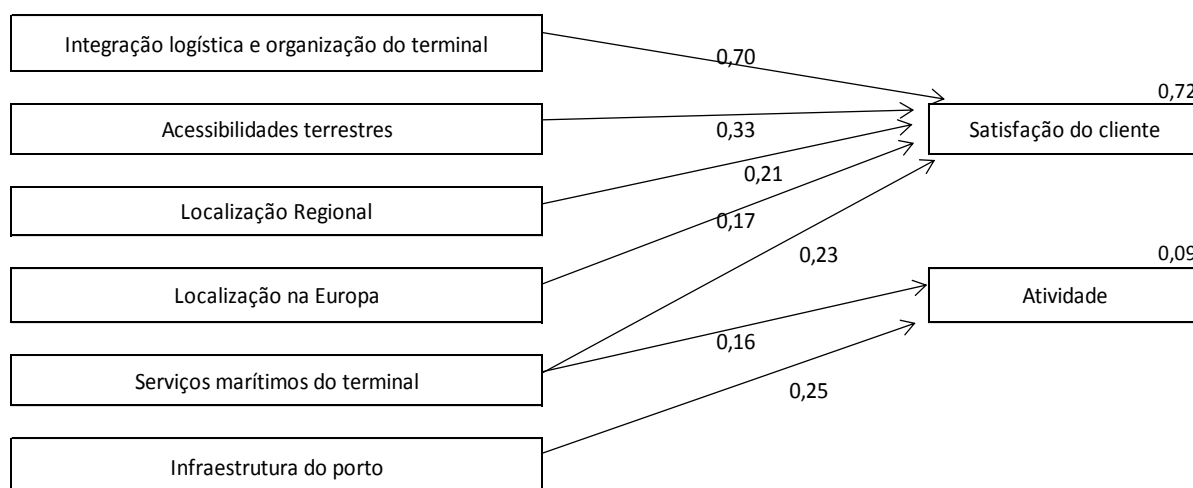 Integração logística e organização do terminal
0,70
0,72
Acessibilidades terrestres
0,33
Satisfação do cliente
0,21
Localização Regional
0,17
0,23
0,09
Localização na Europa
Atividade
0,16
Serviços marítimos do terminal
0,25
Infraestrutura do porto